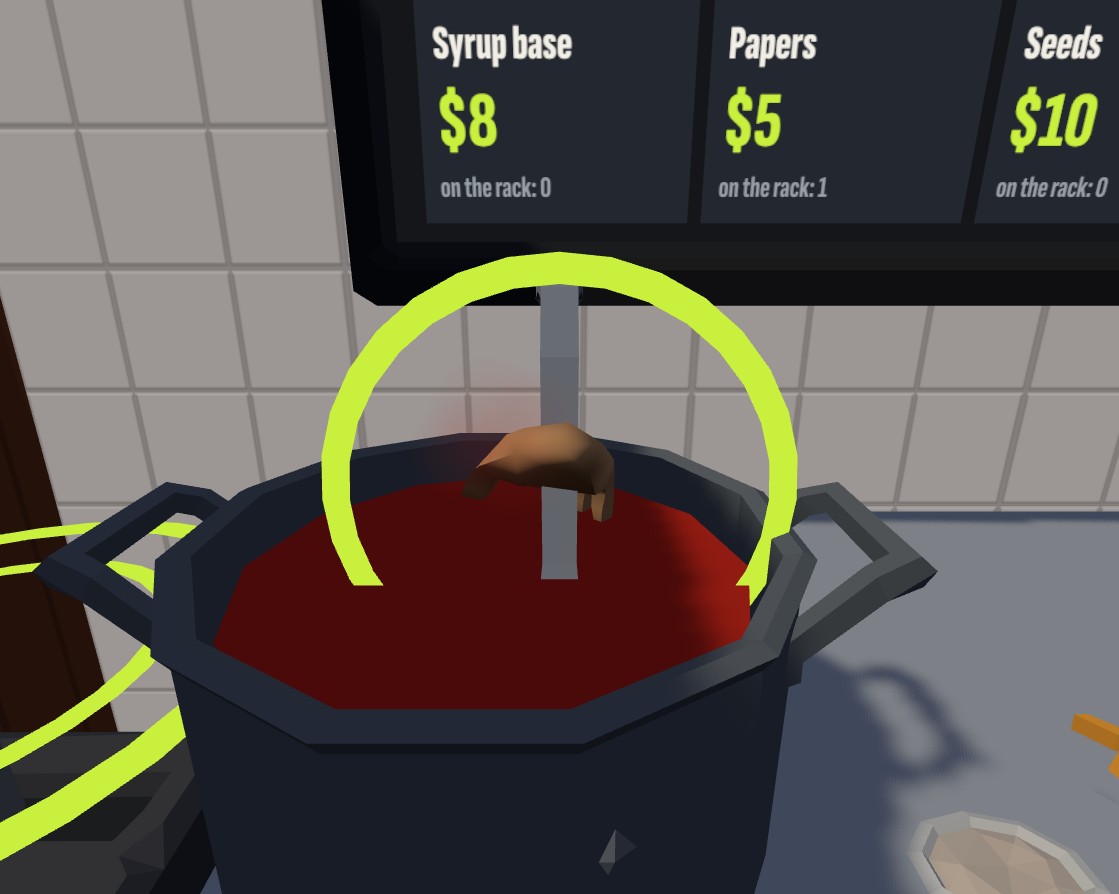 Syrup base
$8
on the rack: 0
Papers
$5
on the rack: 1
Seeds
$10
on the rack: 0